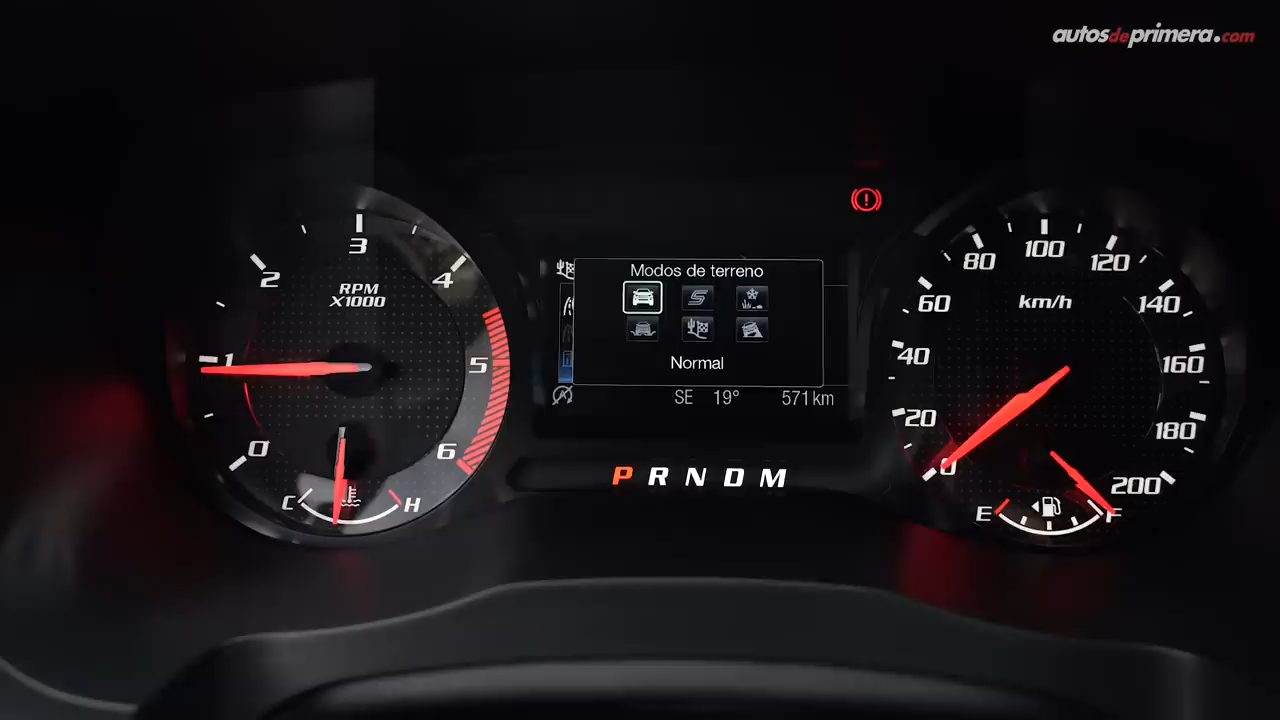 autosdeprimera.com
0
1
2
3
4
5
6
RPM
X1000
C
H
Modos de terreno
S
Normal
SE 19° 571 km
P R N D M
0
20
40
60
80
100
120
140
160
180
200
km/h
E
F